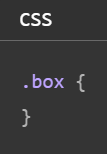 css
.box {
}